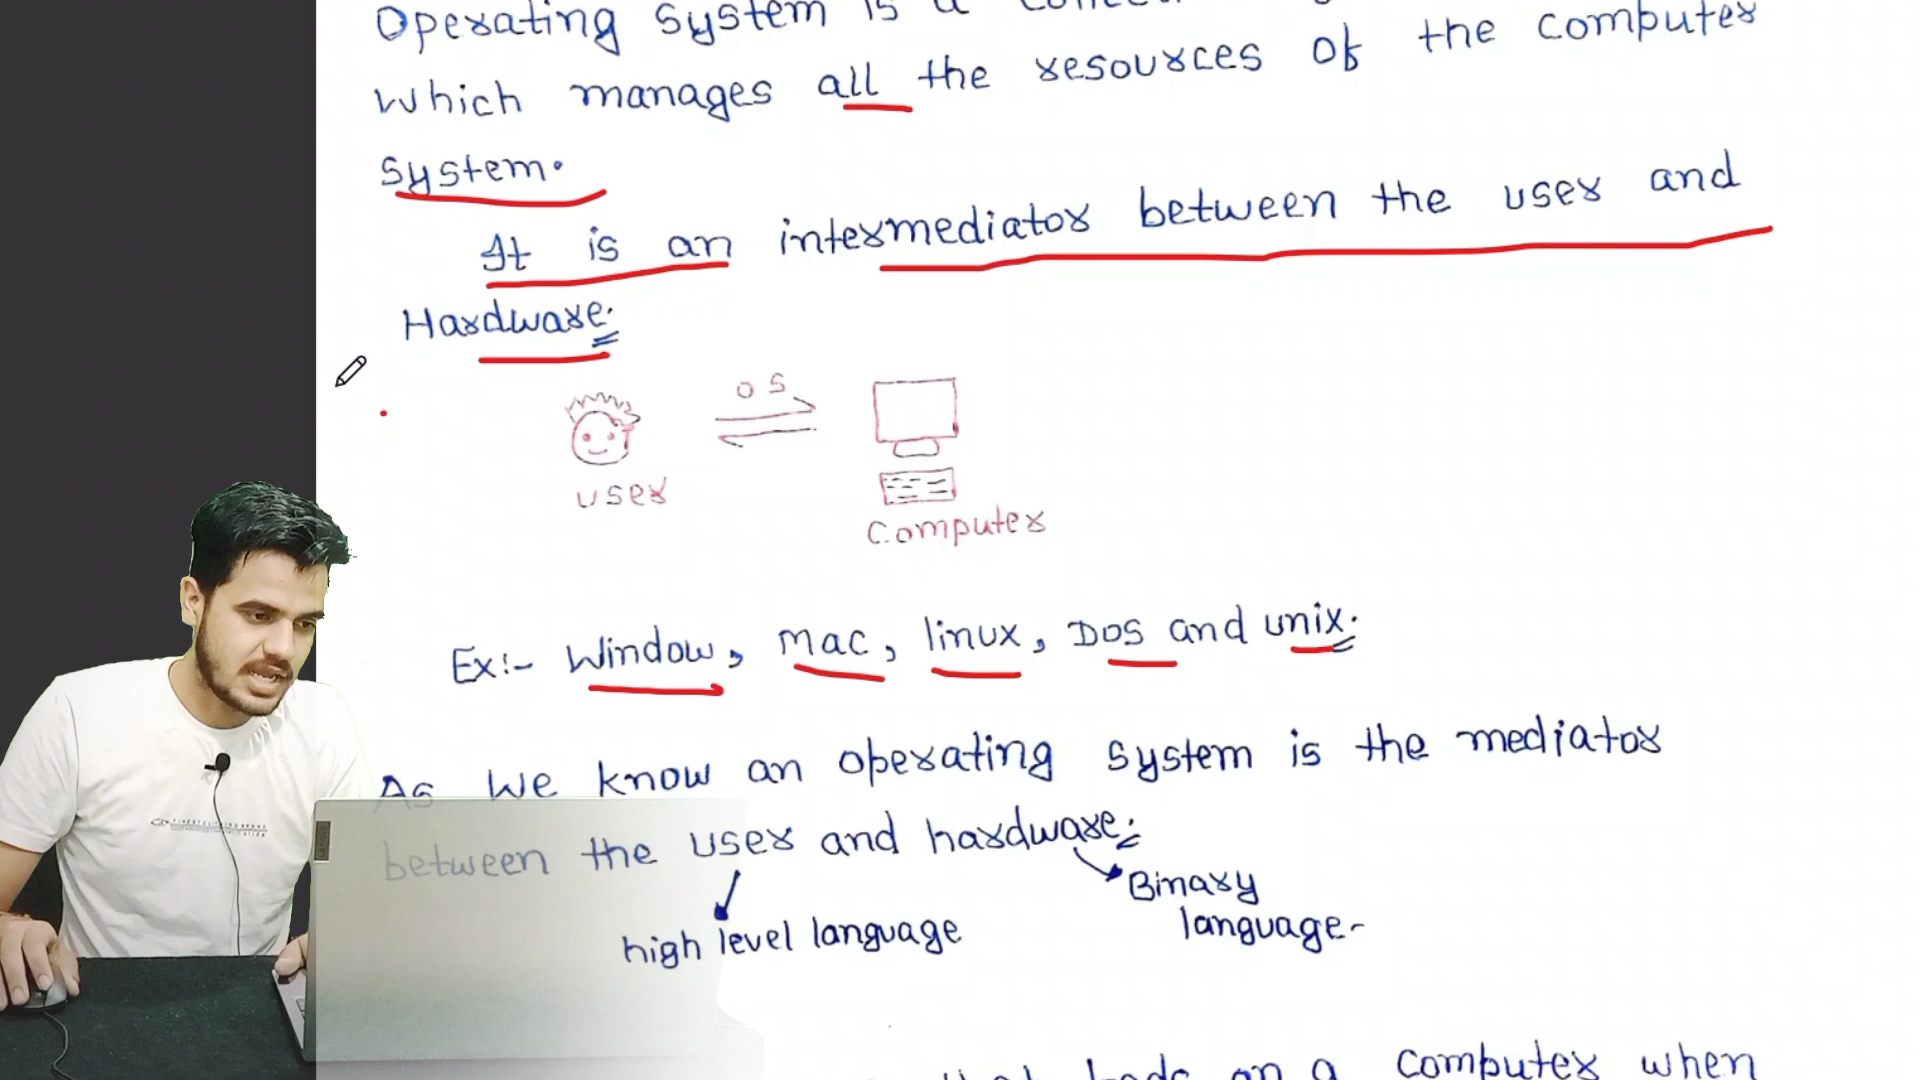 Operating system is a
which manages all the resources of the computer
system.
It is an intermediator between the user and
Hardware.
OS
user
Computer
Ex:- Window, Mac, linux, DOS and unix.
As we know an operating system is the mediator
between the user and hardware.
Binary
language-
high level language
on a computer when